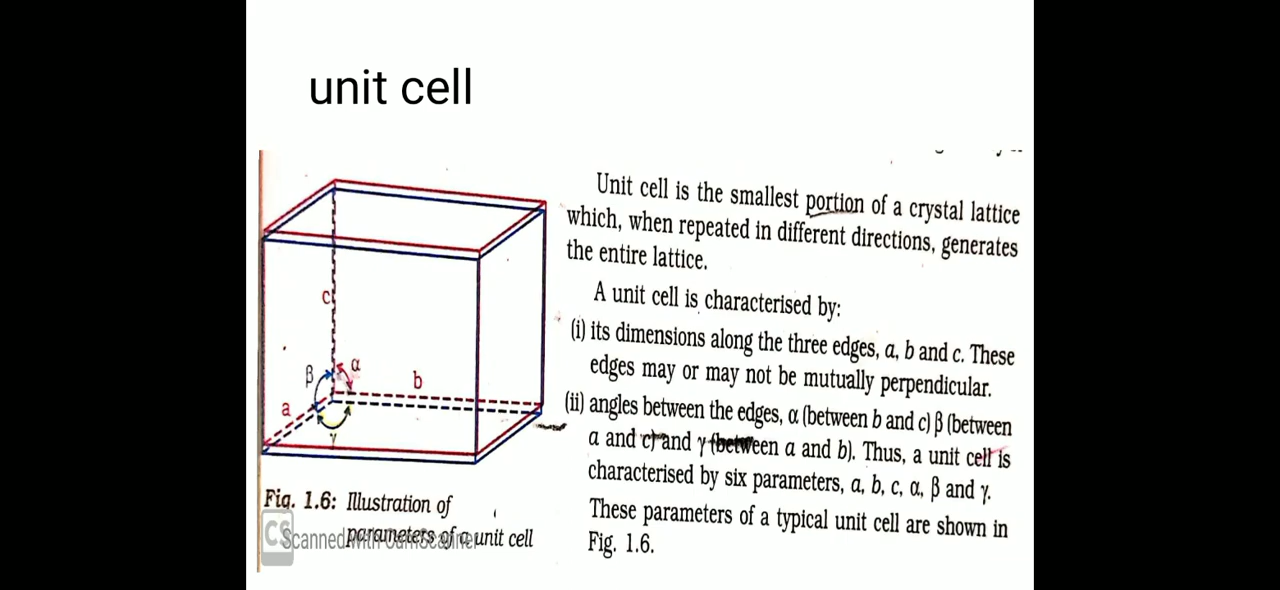 unit cell
Unit cell is the smallest portion of a crystal lattice
which, when repeated in different directions, generates
the entire lattice.
A unit cell is characterised by:
(i) its dimensions along the three edges, a, b and c. These
edges may or may not be mutually perpendicular.
(ii) angles between the edges, α (between b and c) β (between
a and c) and γ (between a and b). Thus, a unit cell is
characterised by six parameters, a, b, c, α, β and γ.
These parameters of a typical unit cell are shown in
Fig. 1.6.
c
β
α
b
a
γ
Fig. 1.6: Illustration of
parameters of a unit cell
CS Scanned with CamScanner